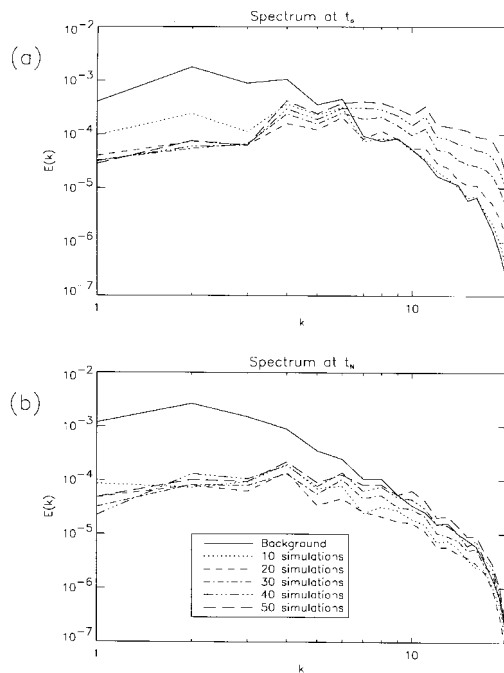 Spectrum at t₀
(a)
10⁻²
10⁻³
10⁻⁴
10⁻⁵
10⁻⁶
10⁻⁷
E(k)
1
10
k
Spectrum at t_N
(b)
10⁻²
10⁻³
10⁻⁴
10⁻⁵
10⁻⁶
10⁻⁷
E(k)
Background
10 simulations
20 simulations
30 simulations
40 simulations
50 simulations
1
10
k